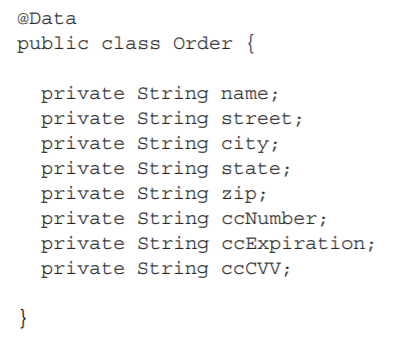 @Data
public class Order {
private String name;
private String street;
private String city;
private String state;
private String zip;
private String ccNumber;
private String ccExpiration;
private String ccCVV;
}